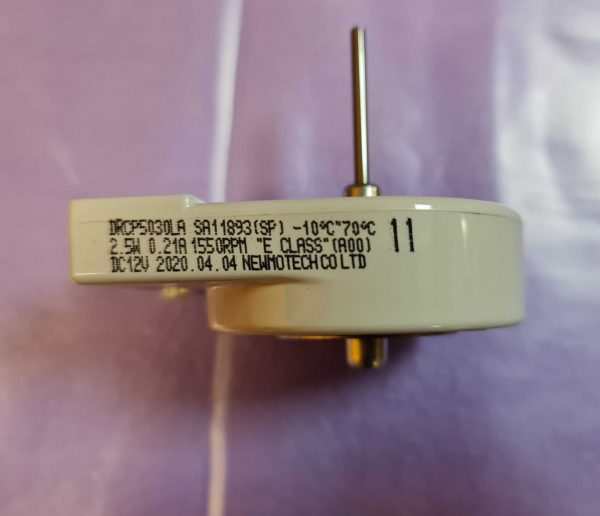 DRCP5030LA SA11893(SP) -10°C~70°C
2.5W 0.21A 1550RPM "E CLASS"(A00)
DC12V 2020.04.04 NEWMOTECH CO LTD
11